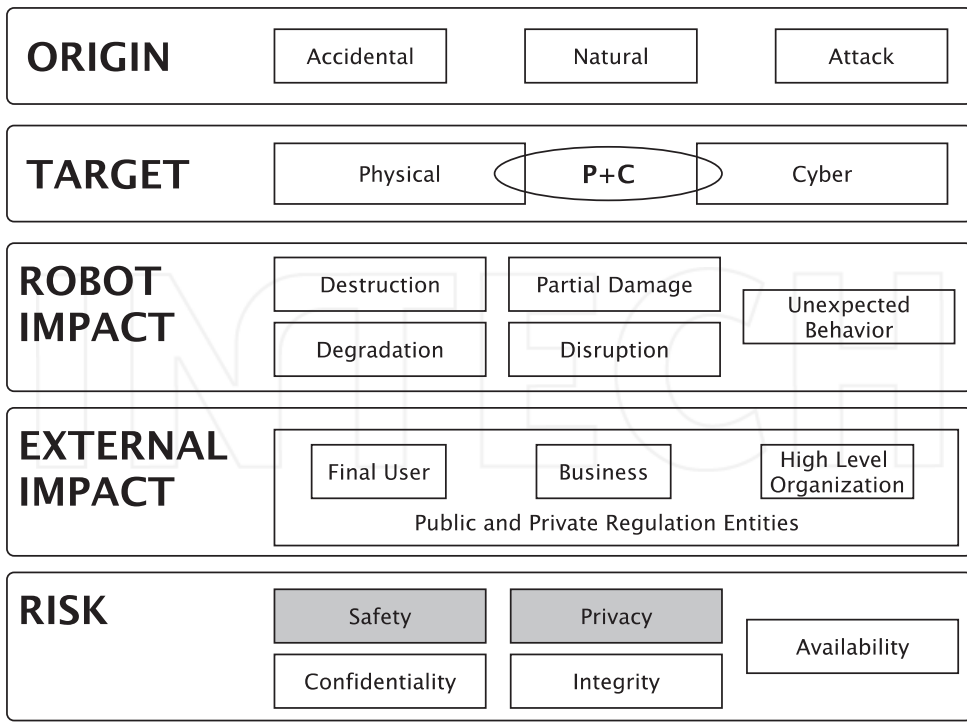 ORIGIN
Accidental
Natural
Attack
TARGET
Physical
P+C
Cyber
ROBOT
IMPACT
Destruction
Partial Damage
Degradation
Disruption
Unexpected
Behavior
EXTERNAL
IMPACT
Final User
Business
High Level
Organization
Public and Private Regulation Entities
RISK
Safety
Privacy
Confidentiality
Integrity
Availability
INTECH